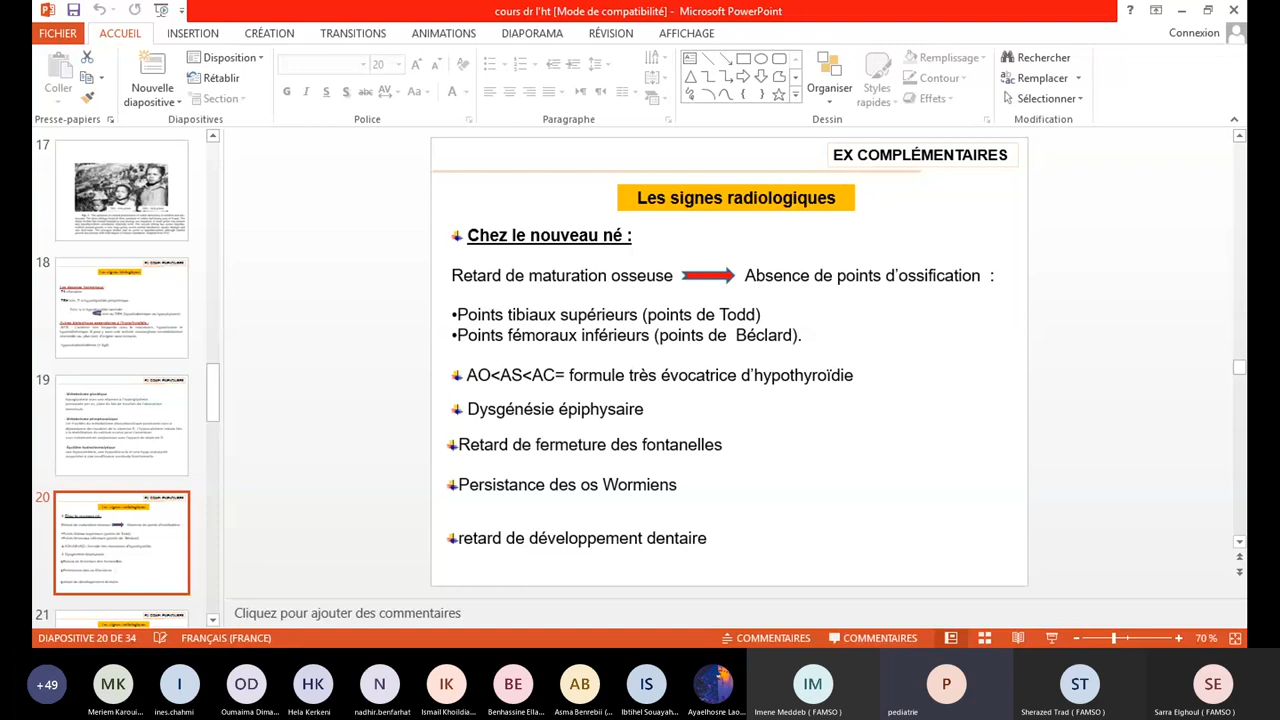 cours dr l'ht [Mode de compatibilité] - Microsoft PowerPoint
FICHIER ACCUEIL INSERTION CRÉATION TRANSITIONS ANIMATIONS DIAPORAMA RÉVISION AFFICHAGE Connexion
Coller
Nouvelle diapositive
Disposition
Rétablir
Section
20
Organiser
Styles rapides
Remplissage
Contour
Effets
Rechercher
Remplacer
Sélectionner
Presse-papiers Diapositives Police Paragraphe Dessin Modification
17
18
19
20
21
EX COMPLÉMENTAIRES
Les signes radiologiques
Chez le nouveau né :
Retard de maturation osseuse Absence de points d'ossification :
•Points tibiaux supérieurs (points de Todd)
•Points fémoraux inférieurs (points de Béclard).
AO<AS<AC= formule très évocatrice d'hypothyroïdie
Dysgénésie épiphysaire
Retard de fermeture des fontanelles
Persistance des os Wormiens
retard de développement dentaire
Cliquez pour ajouter des commentaires
DIAPOSITIVE 20 DE 34 FRANÇAIS (FRANCE) COMMENTAIRES COMMENTAIRES 70 %
+49 MK I OD HK N IK BE AB IS IM P ST SE
Meriem Karoui... ines.chahmi Oumaima Dima... Hela Kerkeni nadhir.benfarhat Ismail Khoildia... Benhassine Ella... Asma Benrebii (... Ibtihel Souayah... Ayaelhosne Lao... Imene Meddeb ( FAMSO ) pediatrie Sherazed Trad ( FAMSO ) Sarra Elghoul ( FAMSO )